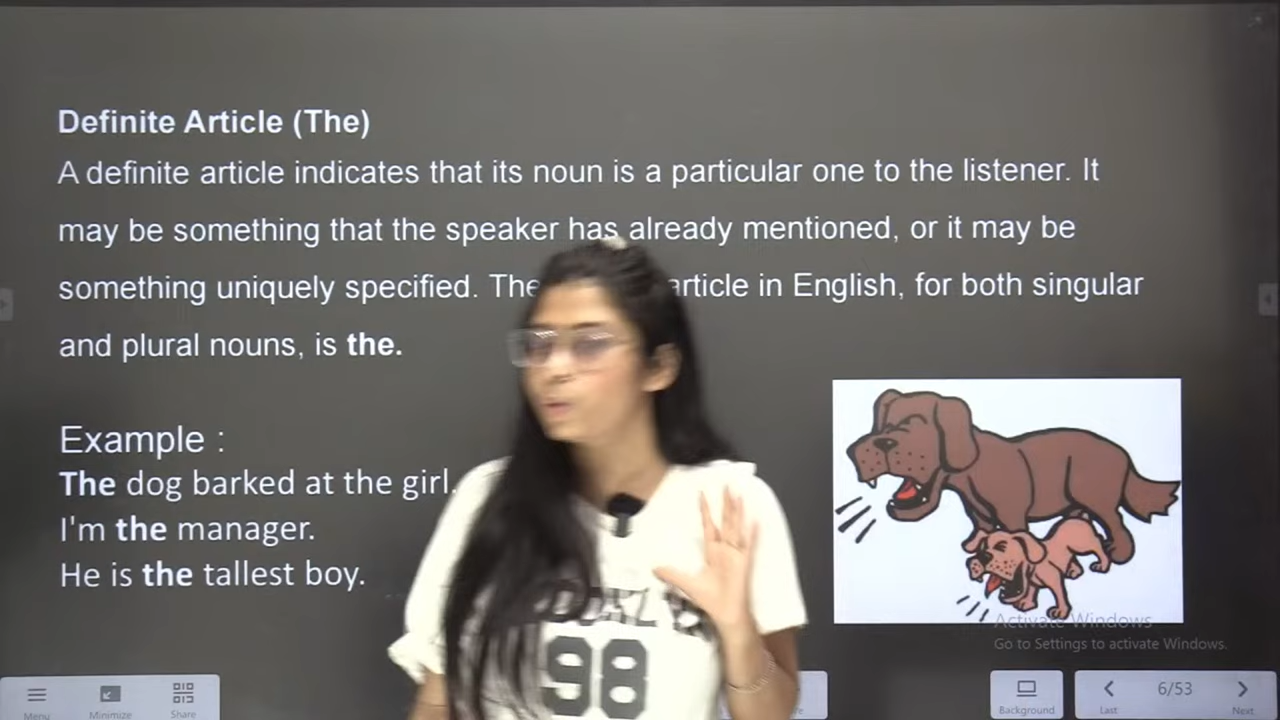 Definite Article (The)
A definite article indicates that its noun is a particular one to the listener. It
may be something that the speaker has already mentioned, or it may be
something uniquely specified. The article in English, for both singular
and plural nouns, is the.
Example :
The dog barked at the girl.
I'm the manager.
He is the tallest boy.
Activate Windows
Go to Settings to activate Windows.
98
Menu
Minimize
Share
Background
Last
6/53
Next